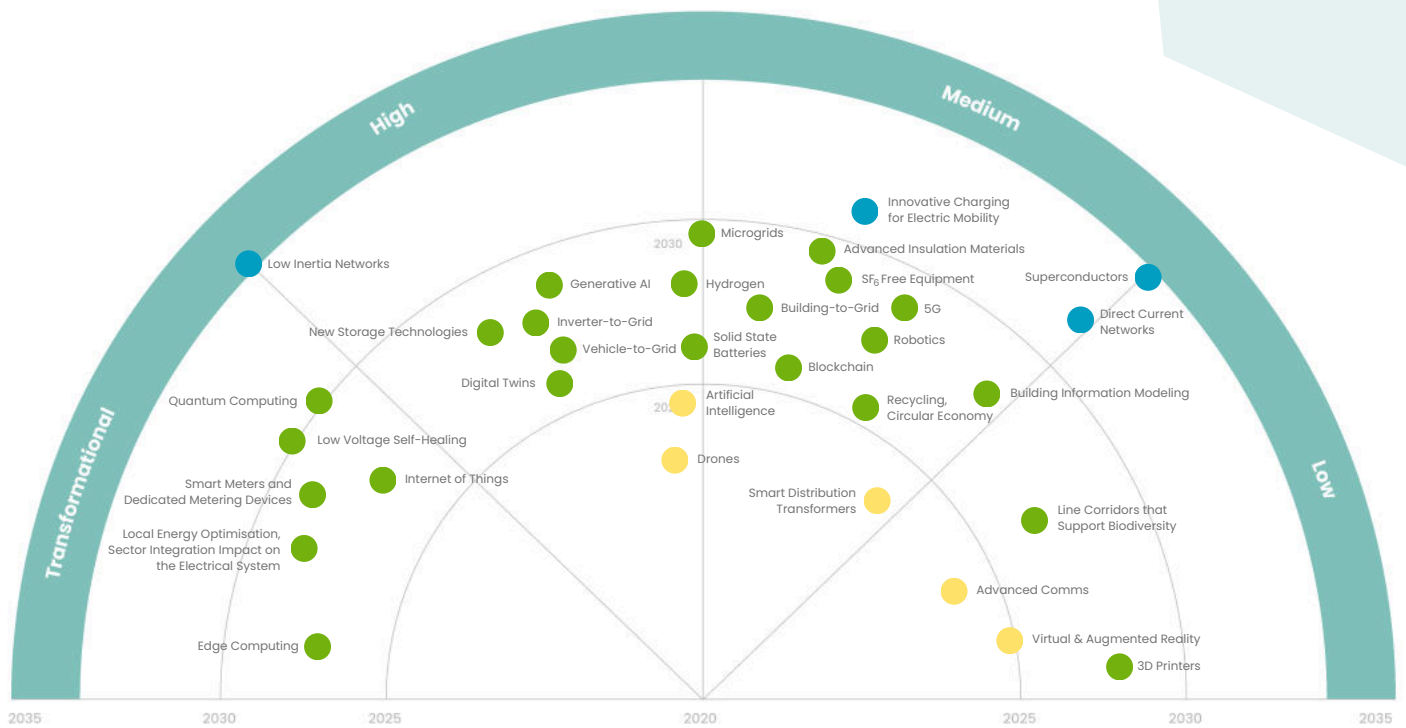 High
Medium
Transformational
Low
Innovative Charging
for Electric Mobility
Microgrids
2030
Advanced Insulation Materials
Low Inertia Networks
Superconductors
Generative AI
Hydrogen
SF₆ Free Equipment
Building-to-Grid
5G
Direct Current
Networks
New Storage Technologies
Inverter-to-Grid
Vehicle-to-Grid
Solid State
Batteries
Robotics
Blockchain
Digital Twins
Quantum Computing
Artificial
Intelligence
Recycling,
Circular Economy
Building Information Modeling
Low Voltage Self-Healing
Drones
Internet of Things
Smart Meters and
Dedicated Metering Devices
Smart Distribution
Transformers
Line Corridors that
Support Biodiversity
Local Energy Optimisation,
Sector Integration Impact on
the Electrical System
Advanced Comms
Edge Computing
Virtual & Augmented Reality
3D Printers
2035
2030
2025
2020
2025
2030
2035